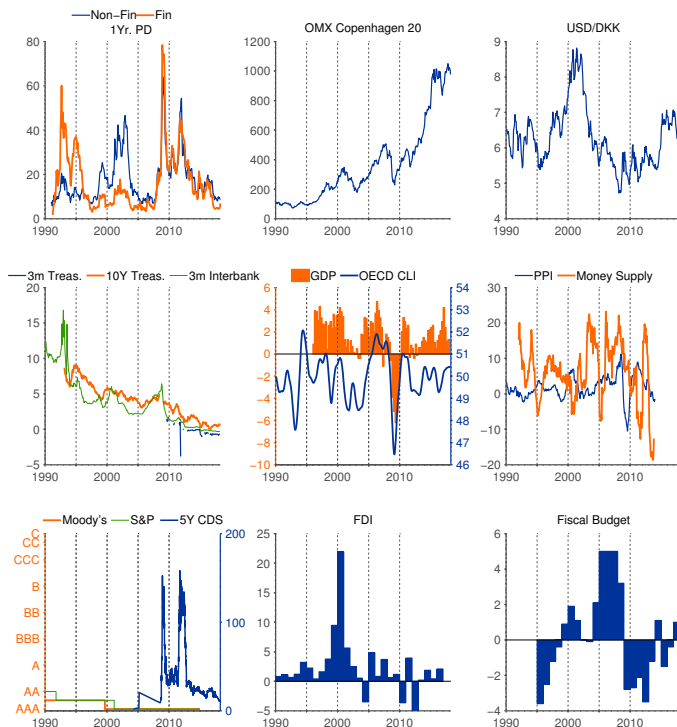 Non−Fin Fin
1Yr. PD
80
60
40
20
0
1990 2000 2010
OMX Copenhagen 20
1200
1000
800
600
400
200
0
1990 2000 2010
USD/DKK
9
8
7
6
5
4
1990 2000 2010
3m Treas. 10Y Treas. 3m Interbank
20
15
10
5
0
−5
1990 2000 2010
GDP OECD CLI
6
4
2
0
−2
−4
−6
−8
−10
54
53
52
51
50
49
48
47
46
1990 2000 2010
PPI Money Supply
30
20
10
0
−10
−20
1990 2000 2010
Moody's S&P 5Y CDS
C
CC
CCC
B
BB
BBB
A
AA
AAA
200
100
0
1990 2000 2010
FDI
25
20
15
10
5
0
−5
1990 2000 2010
Fiscal Budget
6
4
2
0
−2
−4
1990 2000 2010